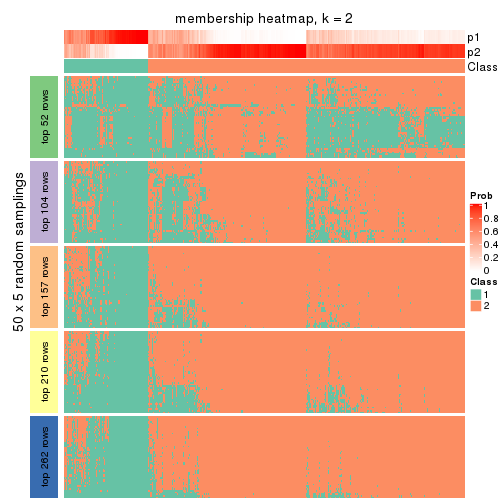 membership heatmap, k = 2
p1
p2
Class
50 x 5 random samplings
top 52 rows
top 104 rows
top 157 rows
top 210 rows
top 262 rows
Prob
1
0.8
0.6
0.4
0.2
0
Class
1
2